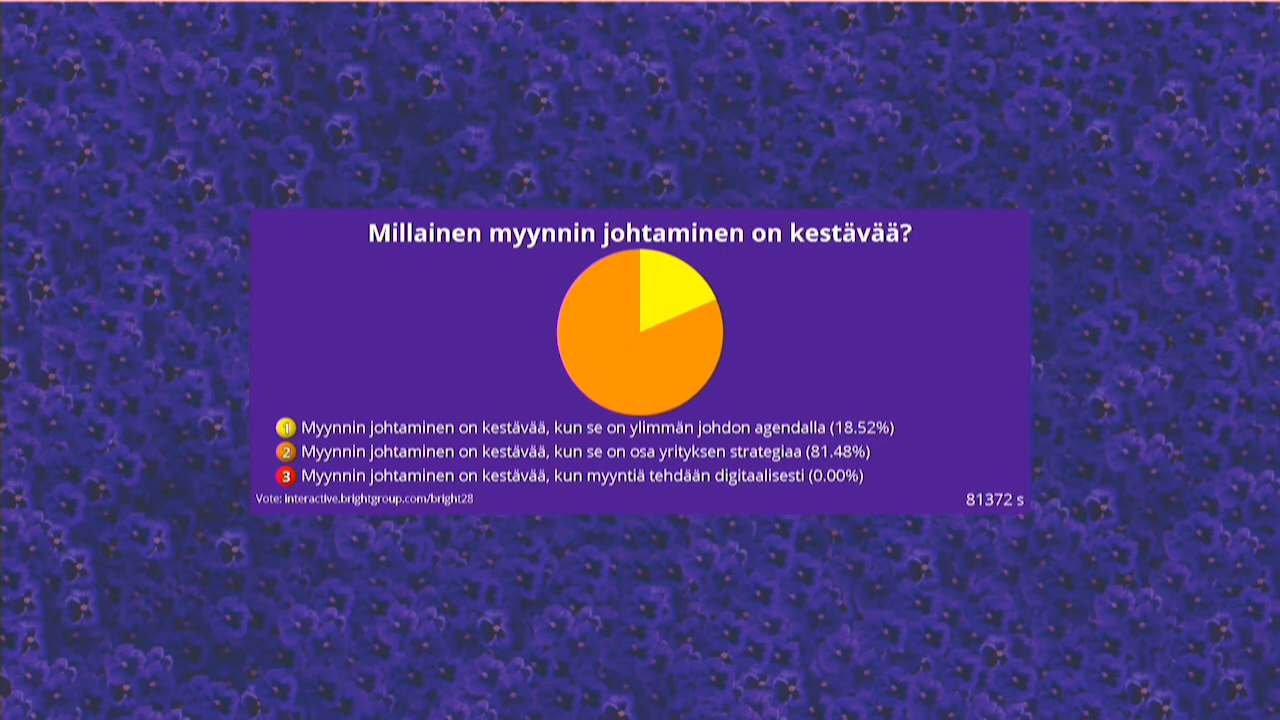 Millainen myynnin johtaminen on kestävää?
1 Myynnin johtaminen on kestävää, kun se on ylimmän johdon agendalla (18.52%)
2 Myynnin johtaminen on kestävää, kun se on osa yrityksen strategiaa (81.48%)
3 Myynnin johtaminen on kestävää, kun myyntiä tehdään digitaalisesti (0.00%)
Vote: interactive.brightgroup.com/bright28
81372 s